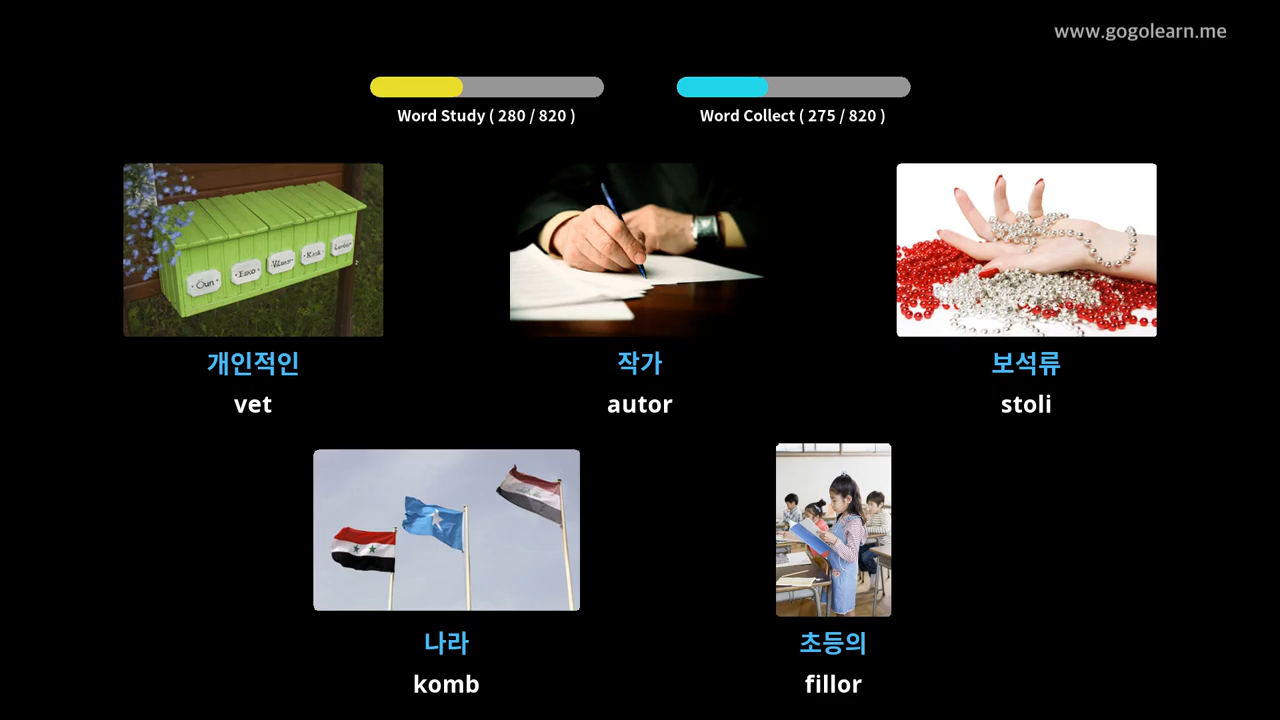 www.gogolearn.me
Word Study ( 280 / 820 )
Word Collect ( 275 / 820 )
Oun
개인적인
작가
보석류
vet
autor
stoli
나라
초등의
komb
fillor